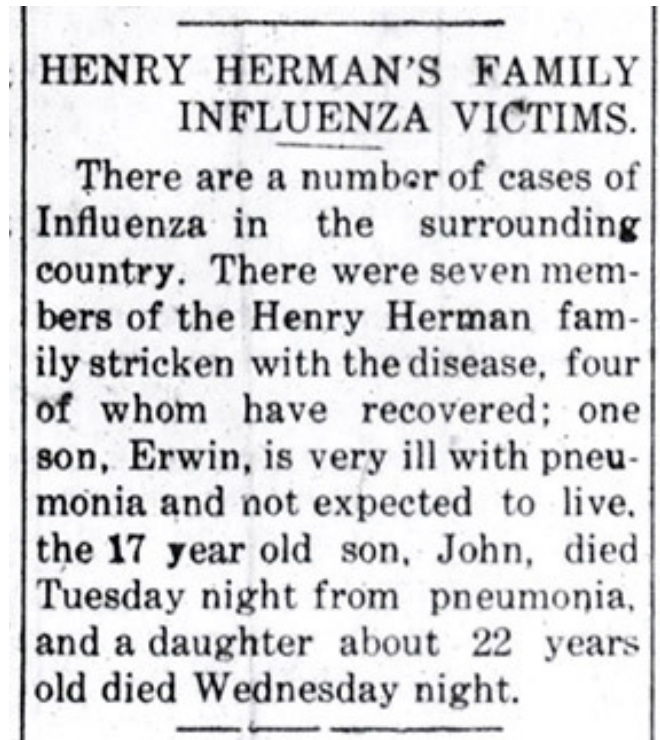 HENRY HERMAN'S FAMILY
INFLUENZA VICTIMS.
There are a number of cases of
Influenza in the surrounding
country. There were seven mem-
bers of the Henry Herman fam-
ily stricken with the disease, four
of whom have recovered; one
son, Erwin, is very ill with pneu-
monia and not expected to live,
the 17 year old son, John, died
Tuesday night from pneumonia,
and a daughter about 22 years
old died Wednesday night.